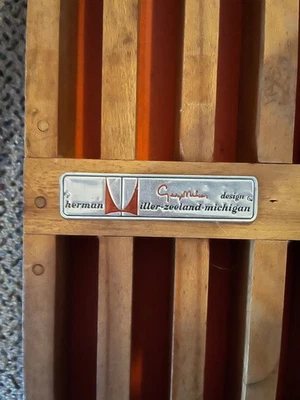 George Nelson design
herman miller-zeeland-michigan